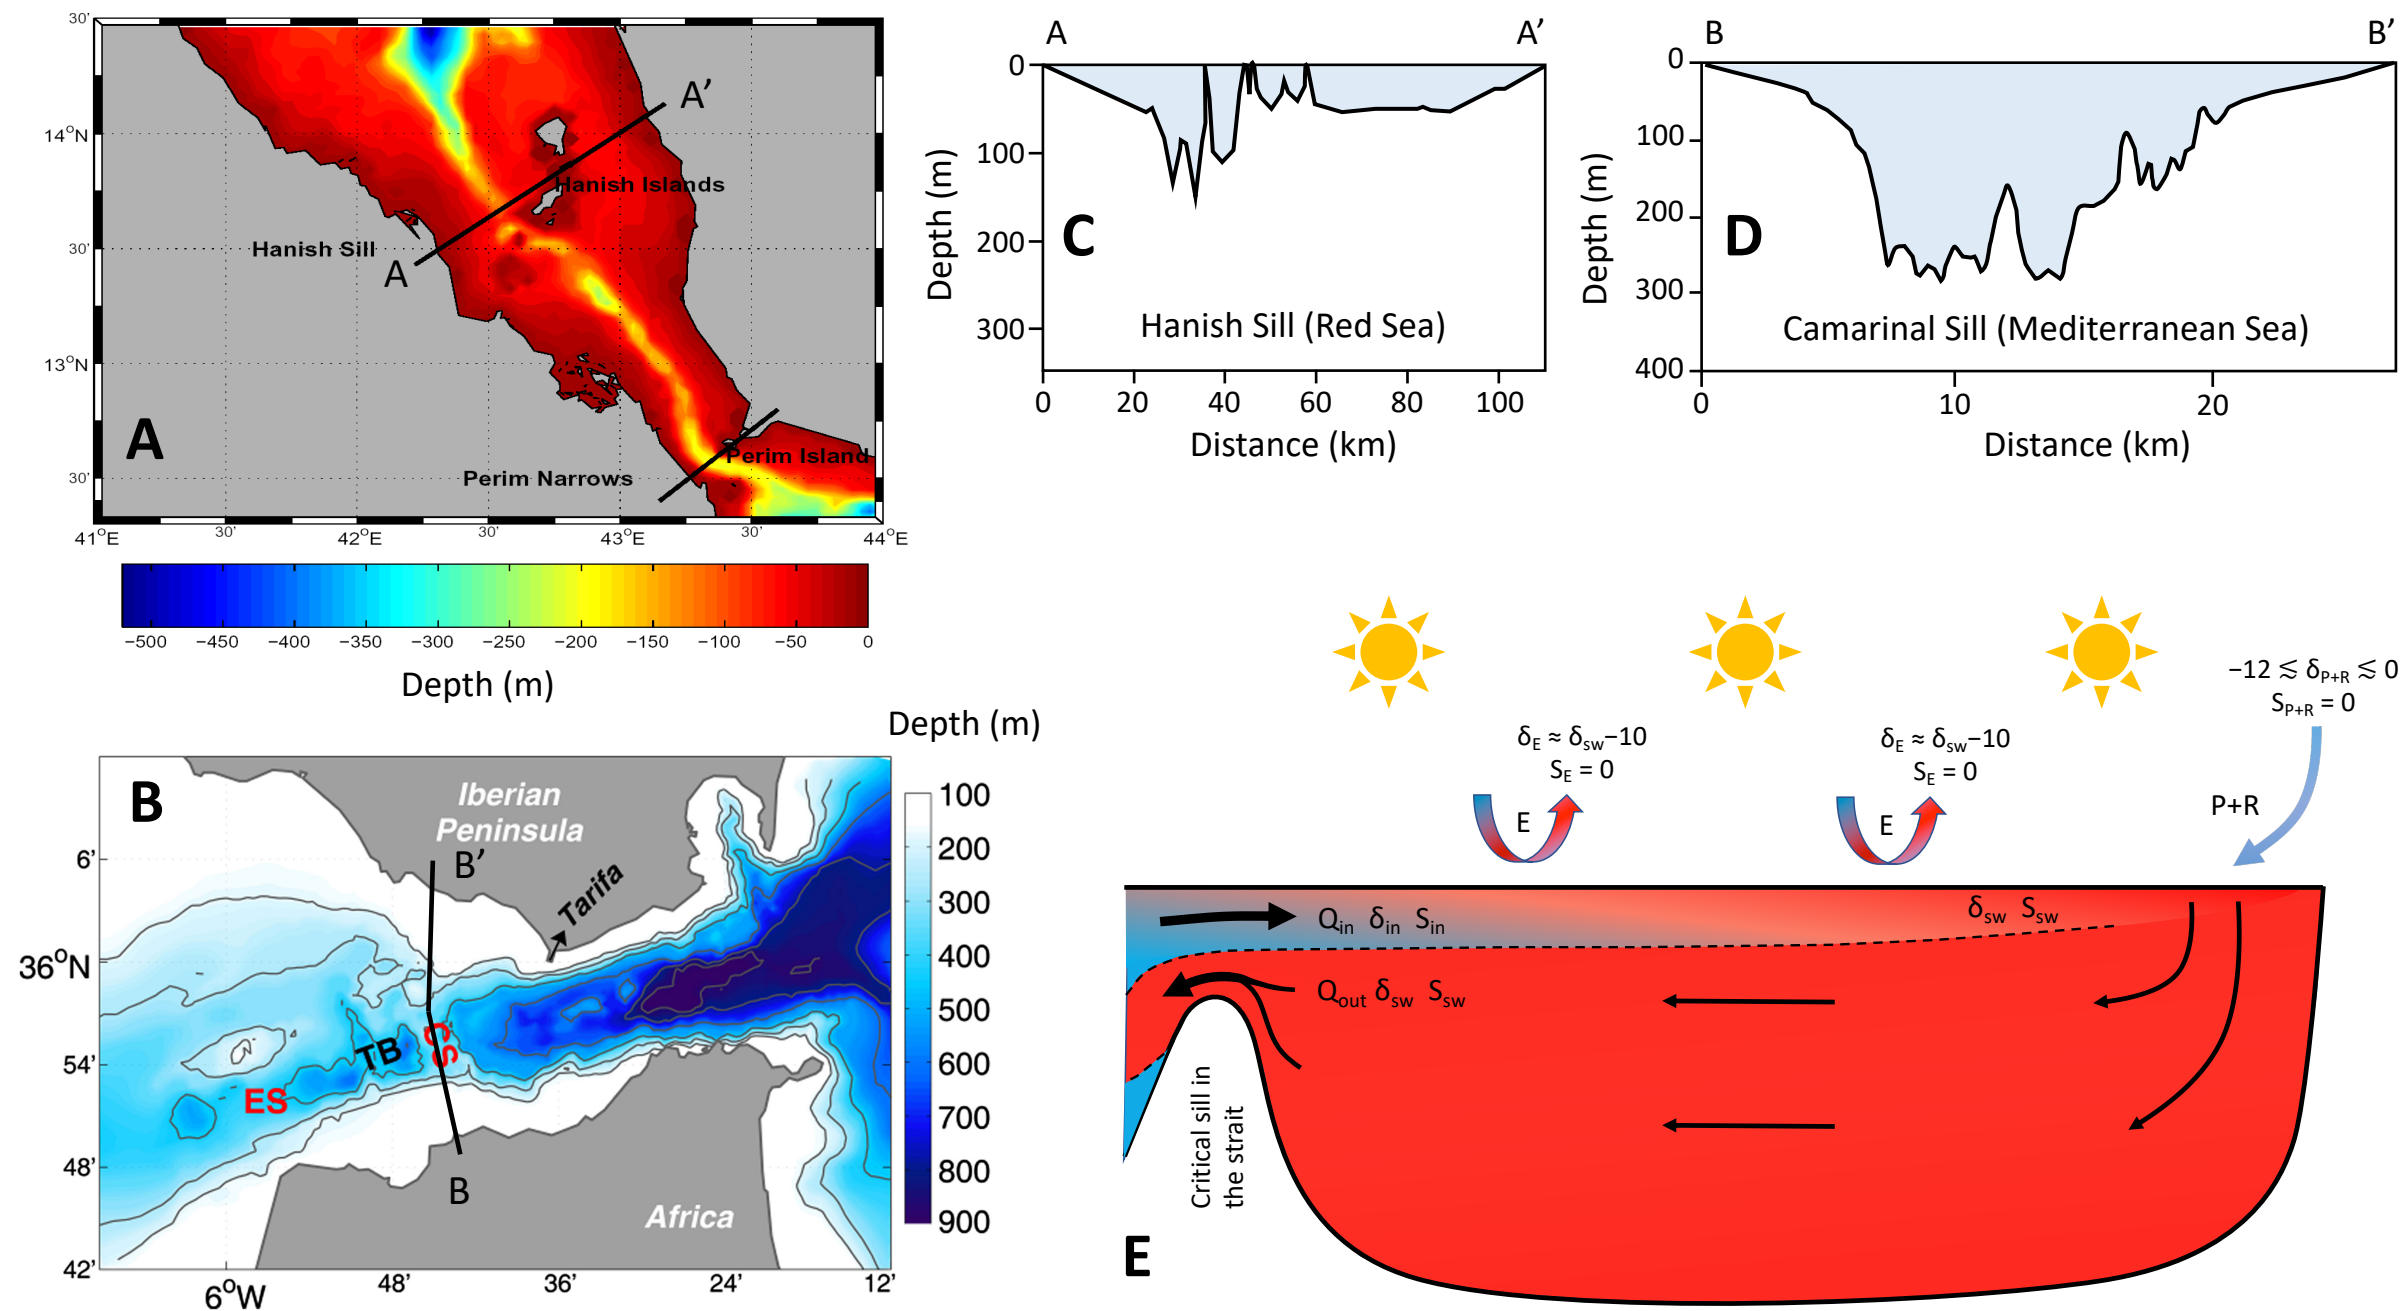 30'
14°N
30'
13°N
30'
41°E
30'
42°E
30'
43°E
30'
44°E
A'
Hanish Islands
Hanish Sill
A
A
Perim Island
Perim Narrows
−500 −450 −400 −350 −300 −250 −200 −150 −100 −50 0
Depth (m)
A A'
0
100
200
300
Depth (m)
C
Hanish Sill (Red Sea)
0 20 40 60 80 100
Distance (km)
B B'
0
100
200
300
400
Depth (m)
D
Camarinal Sill (Mediterranean Sea)
0 10 20
Distance (km)
Depth (m)
B
Iberian
Peninsula
B'
Tarifa
6'
36°N
54'
48'
42'
TB
CS
ES
B
Africa
6°W
48'
36'
24'
12'
100
200
300
400
500
600
700
800
900
−12 ≲ δP+R ≲ 0
SP+R = 0
δE ≈ δsw−10
SE = 0
E
δE ≈ δsw−10
SE = 0
E
P+R
Qin δin Sin
δsw Ssw
Qout δsw Ssw
Critical sill in
the strait
E